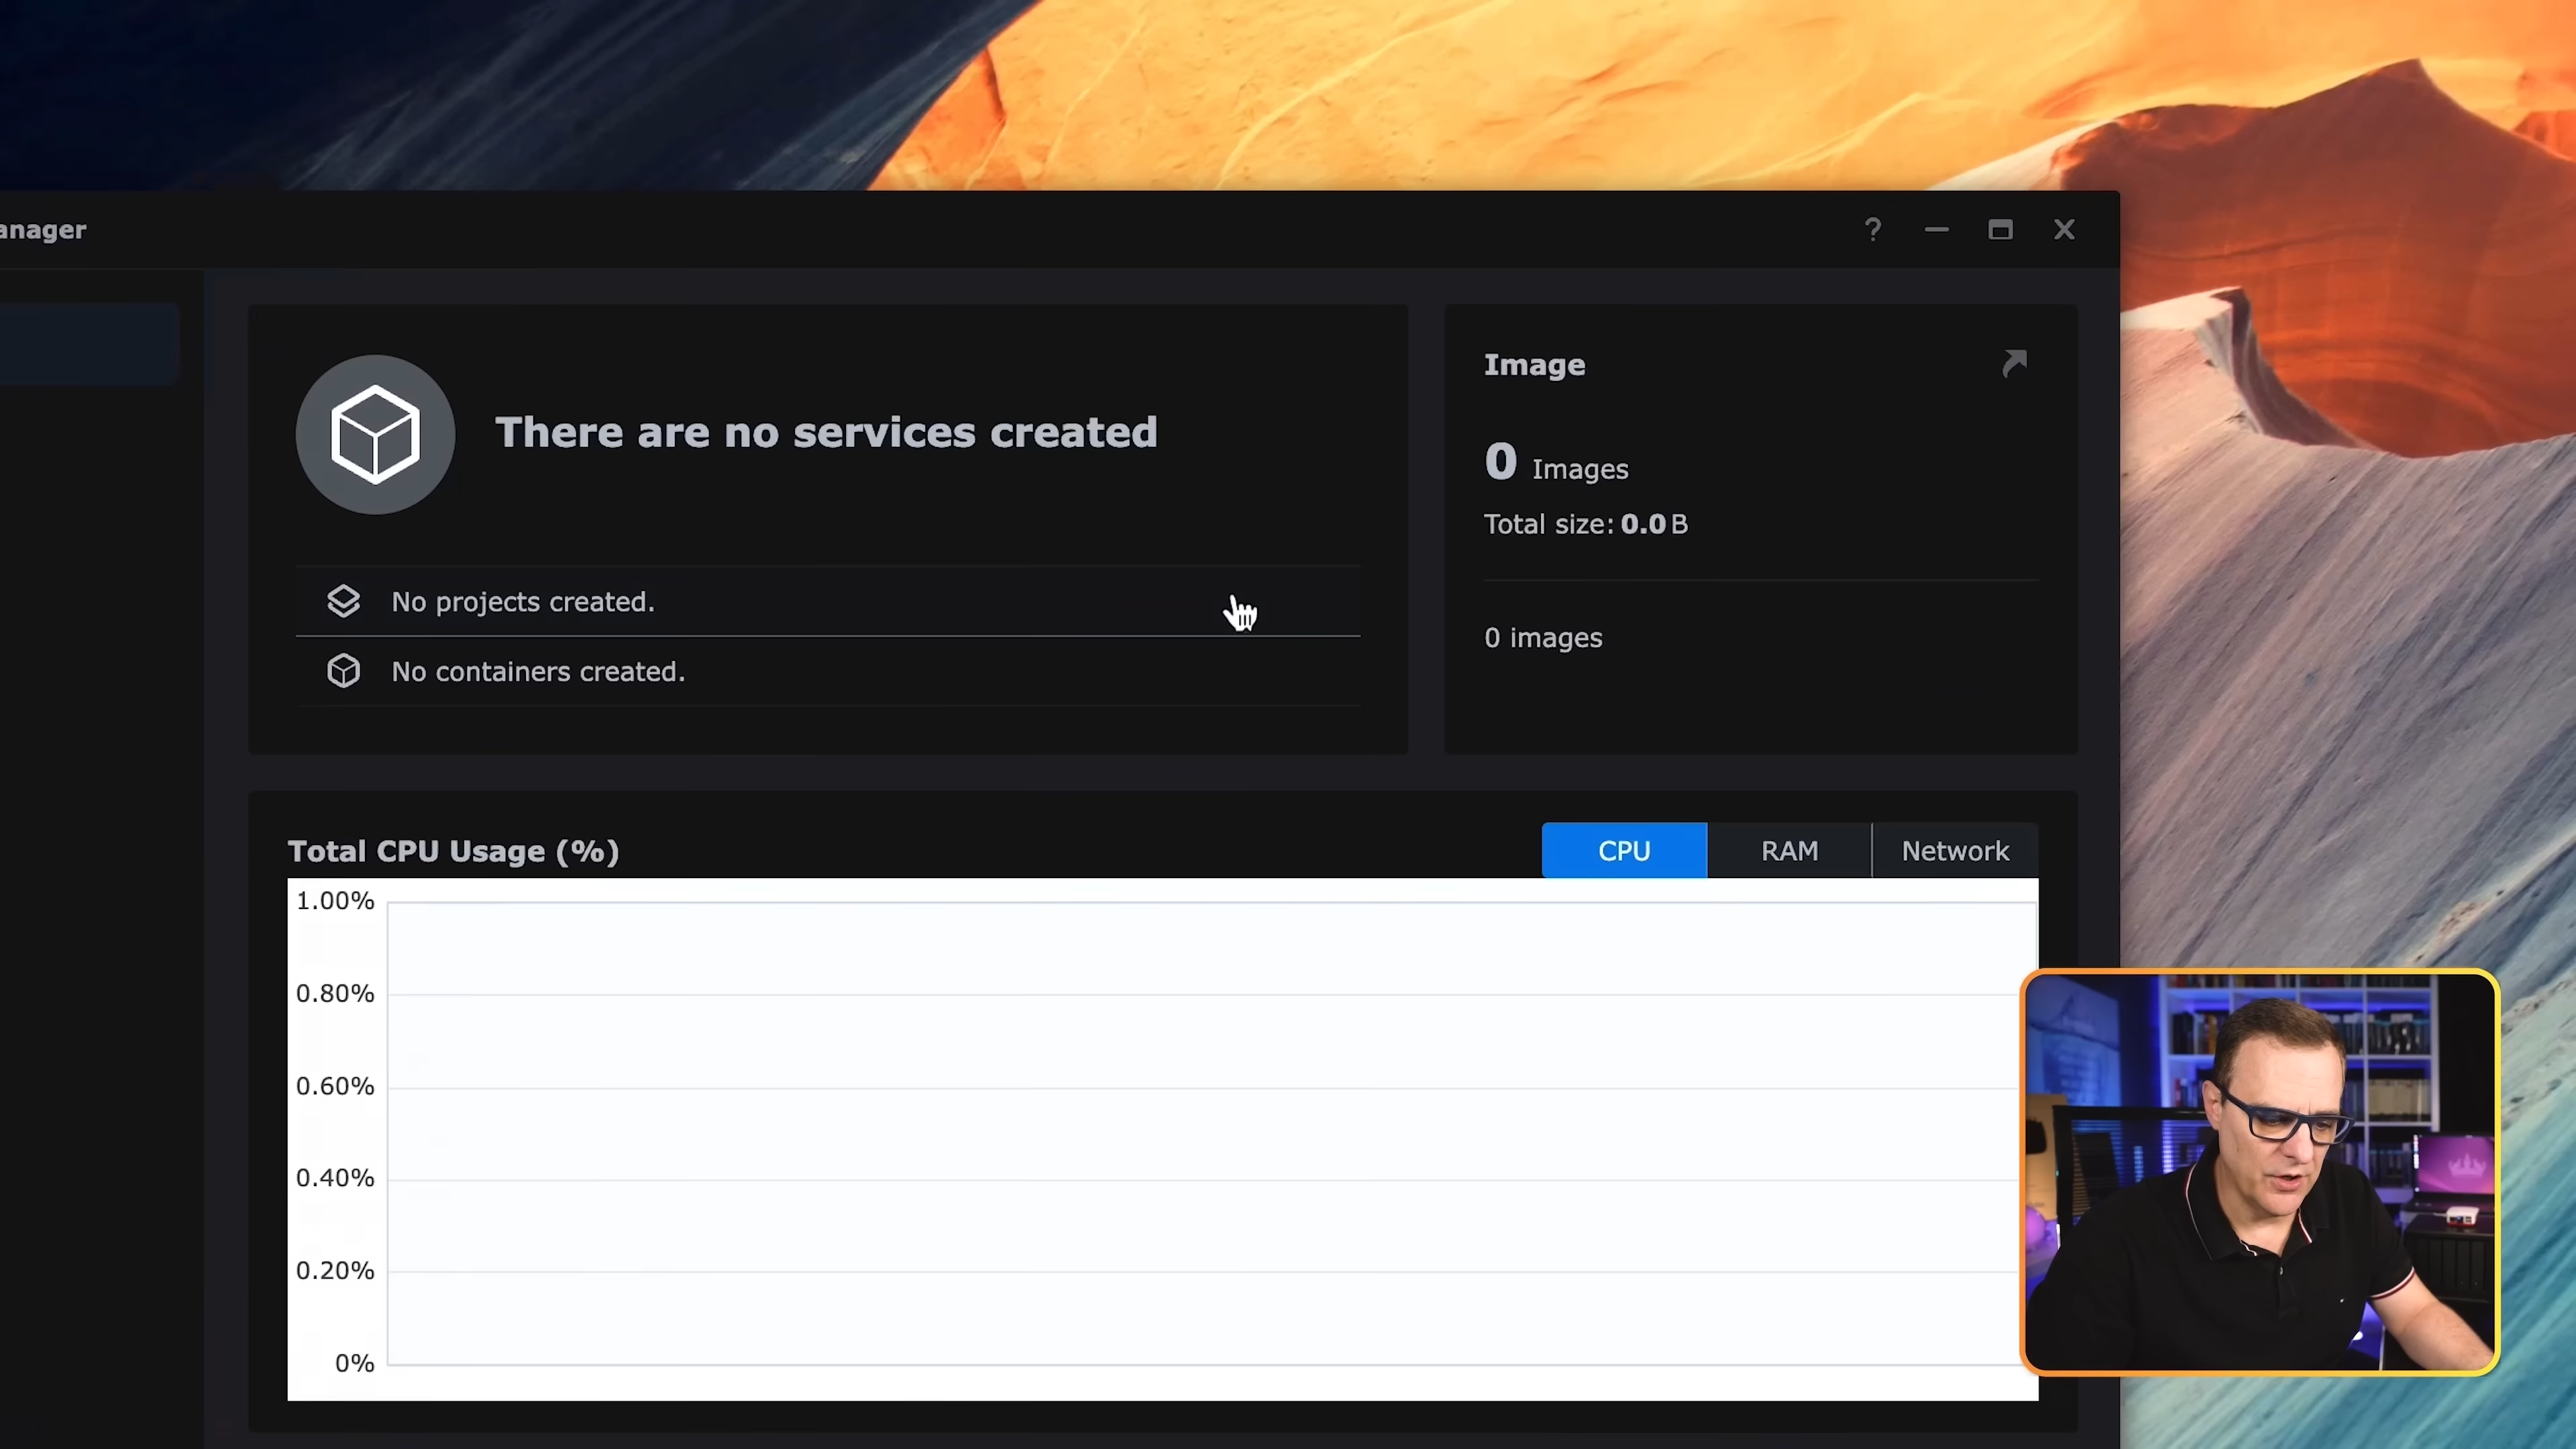 anager
?
There are no services created
No projects created.
No containers created.
Image
0 Images
Total size: 0.0 B
0 images
Total CPU Usage (%)
CPU
RAM
Network
1.00%
0.80%
0.60%
0.40%
0.20%
0%